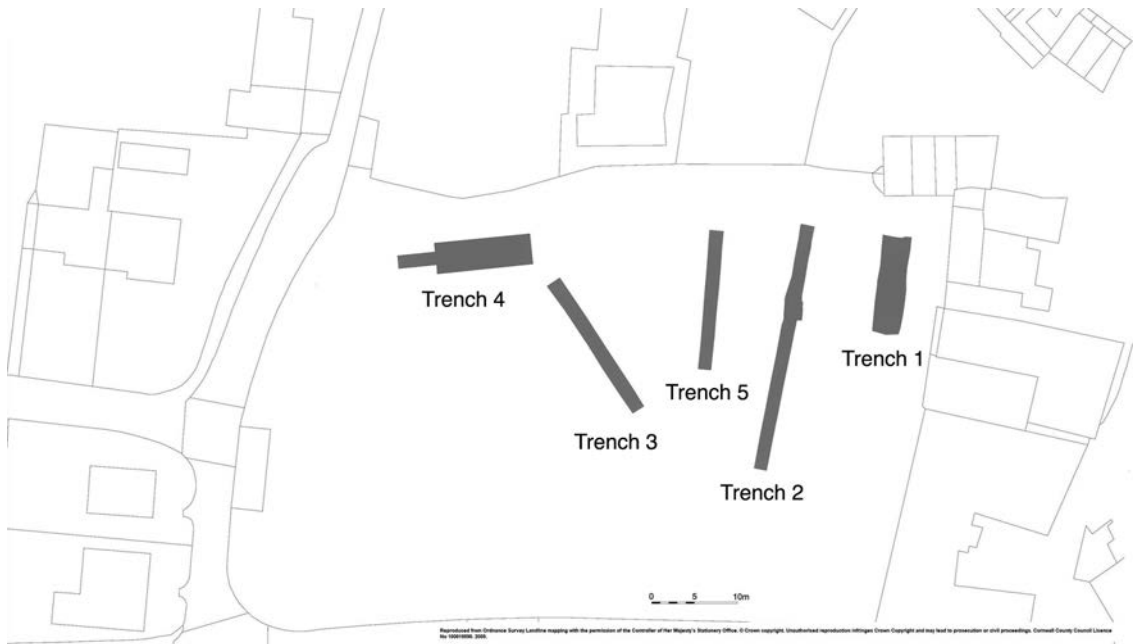 Trench 4
Trench 1
Trench 5
Trench 3
Trench 2
0 5 10m
Reproduced from Ordnance Survey Landline mapping with the permission of the Controller of Her Majesty's Stationery Office. © Crown copyright. Unauthorised reproduction infringes Crown Copyright and may lead to prosecution or civil proceedings. Cornwall County Council Licence